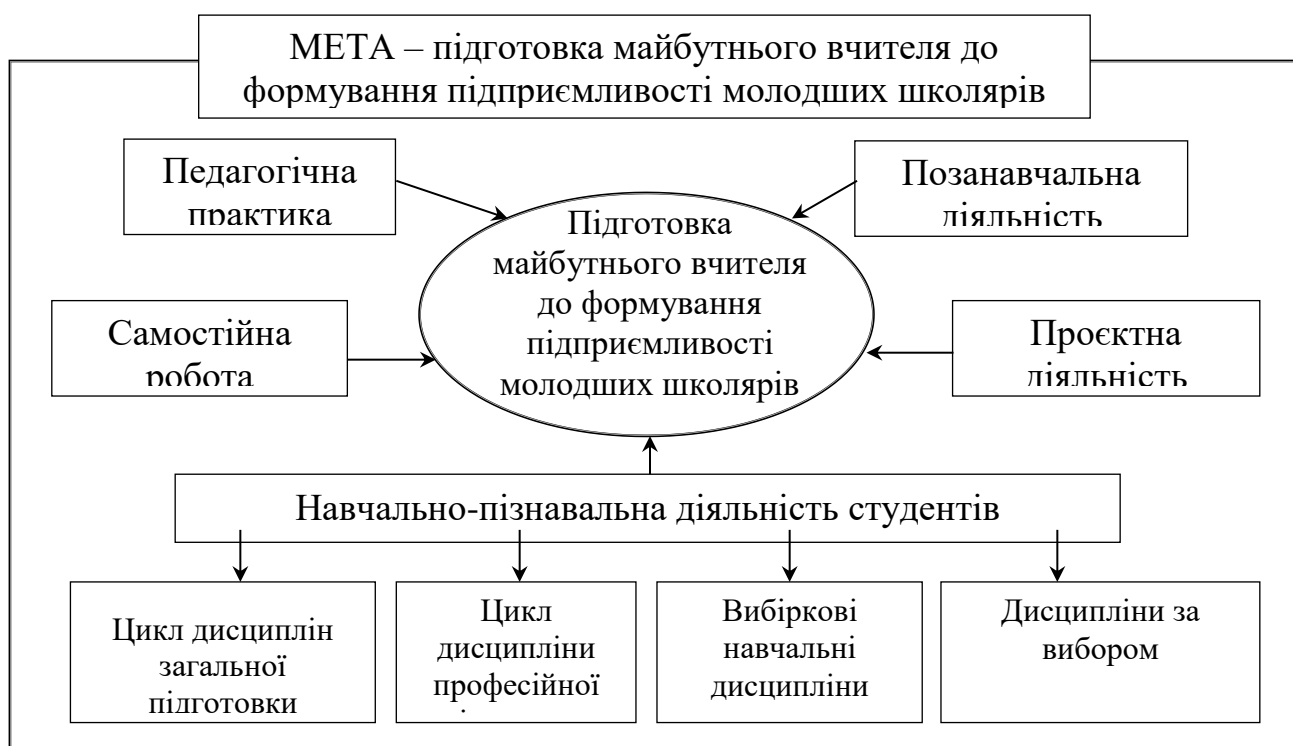 МЕТА – підготовка майбутнього вчителя до
формування підприємливості молодших школярів
Педагогічна
практика
Позанавчальна
діяльність
Підготовка
майбутнього вчителя
до формування
підприємливості
молодших школярів
Самостійна
робота
Проєктна
діяльність
Навчально-пізнавальна діяльність студентів
Цикл дисциплін
загальної
підготовки
Цикл
дисципліни
професійної
Вибіркові
навчальні
дисципліни
Дисципліни за
вибором